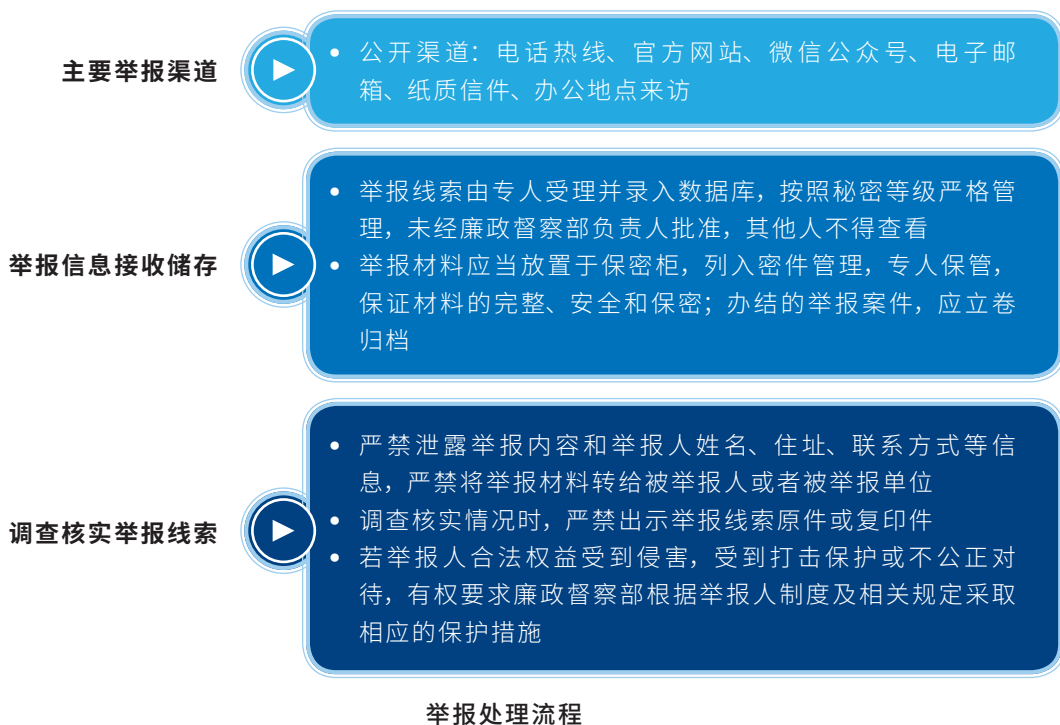 主要举报渠道
• 公开渠道：电话热线、官方网站、微信公众号、电子邮
箱、纸质信件、办公地点来访
举报信息接收储存
• 举报线索由专人受理并录入数据库，按照秘密等级严格管
理，未经廉政督察部负责人批准，其他人不得查看
• 举报材料应当放置于保密柜，列入密件管理，专人保管，
保证材料的完整、安全和保密；办结的举报案件，应立卷
归档
调查核实举报线索
• 严禁泄露举报内容和举报人姓名、住址、联系方式等信
息，严禁将举报材料转给被举报人或者被举报单位
• 调查核实情况时，严禁出示举报线索原件或复印件
• 若举报人合法权益受到侵害，受到打击保护或不公正对
待，有权要求廉政督察部根据举报人制度及相关规定采取
相应的保护措施
举报处理流程